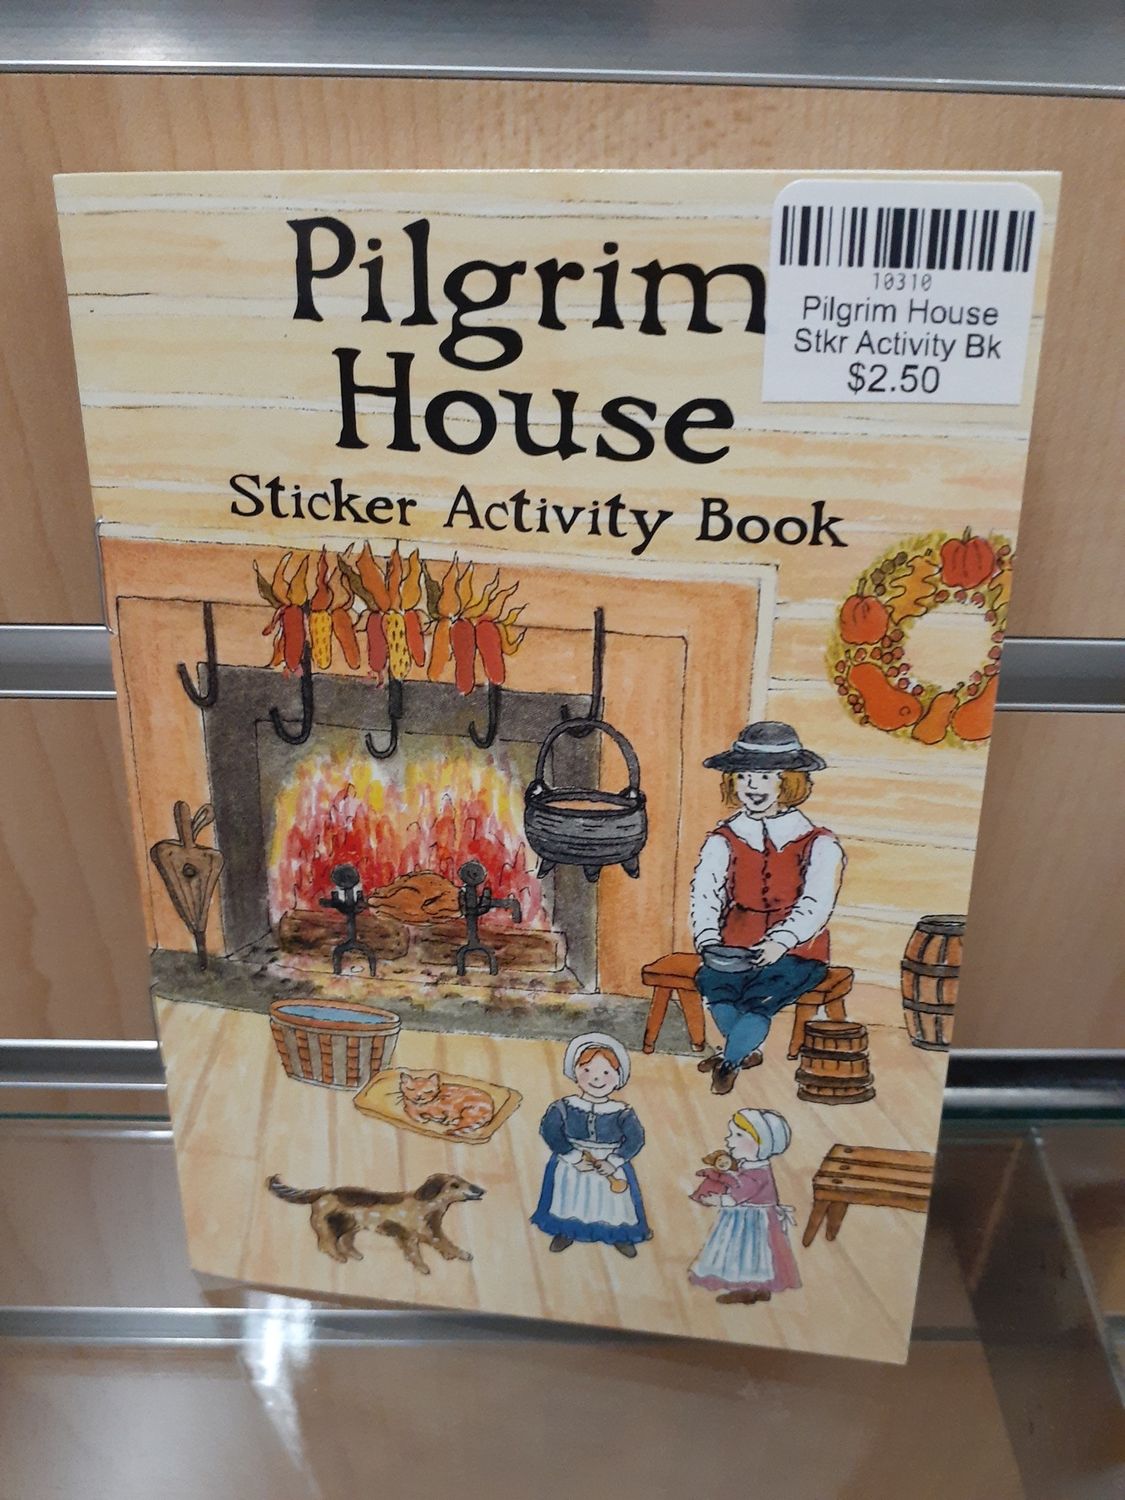 Pilgrim
House
Sticker Activity Book
10310
Pilgrim House
Stkr Activity Bk
$2.50